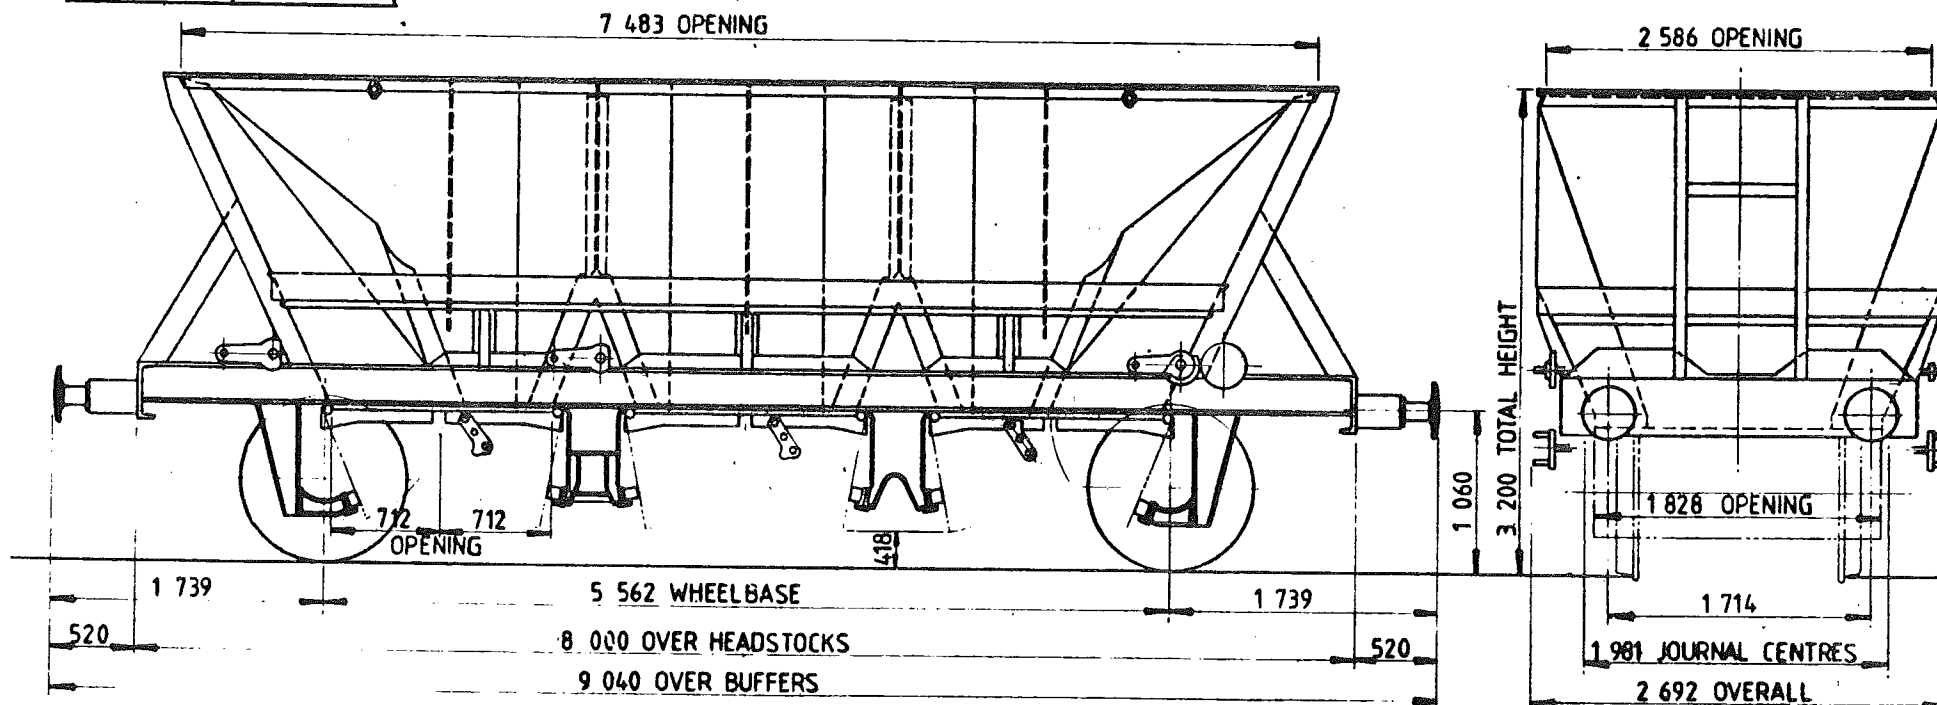 7 483 OPENING
2 586 OPENING
3 200 TOTAL HEIGHT
1 060
712 712
OPENING
418
1 828 OPENING
1 739
5 562 WHEELBASE
1 739
1 714
520
8 000 OVER HEADSTOCKS
520
1 981 JOURNAL CENTRES
9 040 OVER BUFFERS
2 692 OVERALL